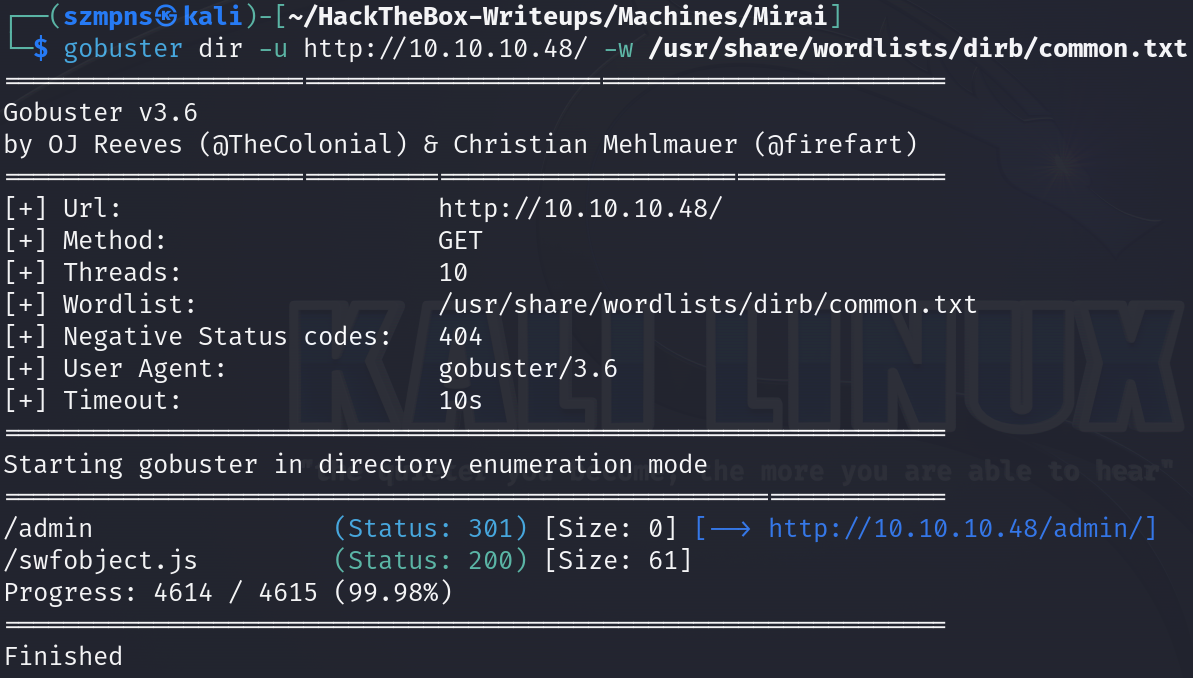 ┌──(szmpns㉿kali)-[~/HackTheBox-Writeups/Machines/Mirai]
└─$ gobuster dir -u http://10.10.10.48/ -w /usr/share/wordlists/dirb/common.txt
===============================================================
Gobuster v3.6
by OJ Reeves (@TheColonial) & Christian Mehlmauer (@firefart)
===============================================================
[+] Url:                     http://10.10.10.48/
[+] Method:                  GET
[+] Threads:                 10
[+] Wordlist:                /usr/share/wordlists/dirb/common.txt
[+] Negative Status codes:   404
[+] User Agent:              gobuster/3.6
[+] Timeout:                 10s
===============================================================
KALI LINUX
Starting gobuster in directory enumeration mode
"the quieter you become, the more you are able to hear"
===============================================================
/admin                (Status: 301) [Size: 0] [--> http://10.10.10.48/admin/]
/swfobject.js         (Status: 200) [Size: 61]
Progress: 4614 / 4615 (99.98%)
===============================================================
Finished